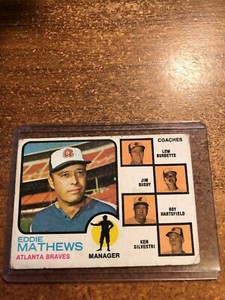 COACHES
LEW
BURDETTE
JIM
BUSBY
ROY
HARTSFIELD
KEN
SILVESTRI
EDDIE
MATHEWS
ATLANTA BRAVES
MANAGER